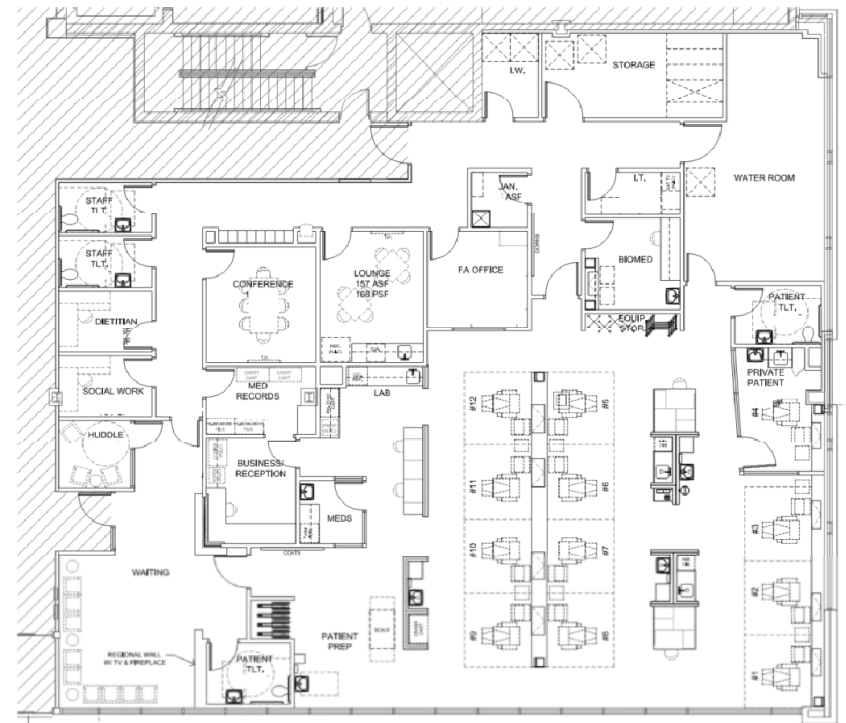 I.W.
STORAGE
WATER ROOM
I.T.
JAN.
ASF
STAFF
TLT.
STAFF
TLT.
CONFERENCE
LOUNGE
157 ASF
168 PSF
FA OFFICE
BIOMED
EQUIP
STOR.
PATIENT
TLT.
DIETITIAN
PRIVATE
PATIENT
SOCIAL WORK
MED
RECORDS
LAB
HUDDLE
BUSINESS/
RECEPTION
MEDS
COATS
WAITING
REGIONAL WALL
W/ TV & FIREPLACE
PATIENT
TLT.
PATIENT
PREP
SCALE
#12
#5
#4
#11
#6
#3
#10
#7
#2
#9
#8
#1